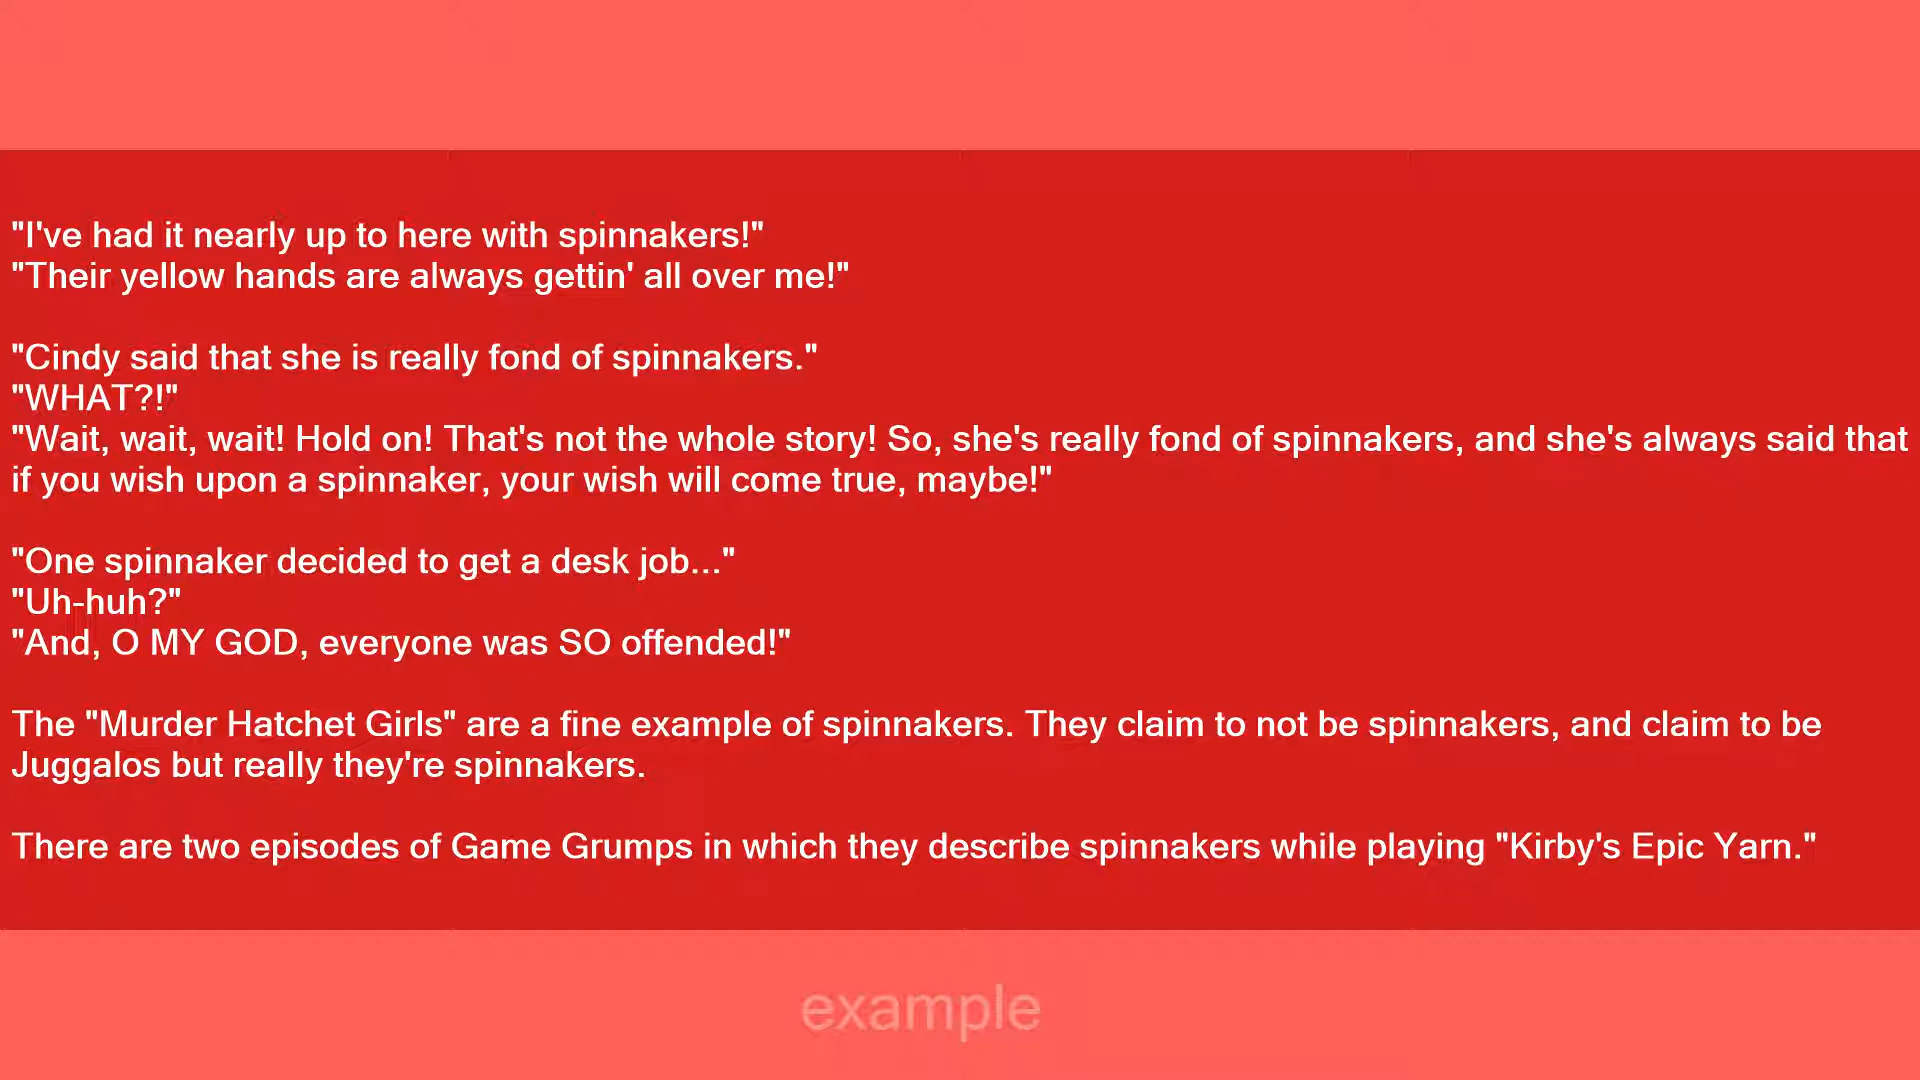 "I've had it nearly up to here with spinnakers!"
"Their yellow hands are always gettin' all over me!"
"Cindy said that she is really fond of spinnakers."
"WHAT?!"
"Wait, wait, wait! Hold on! That's not the whole story! So, she's really fond of spinnakers, and she's always said that
if you wish upon a spinnaker, your wish will come true, maybe!"
"One spinnaker decided to get a desk job..."
"Uh-huh?"
"And, O MY GOD, everyone was SO offended!"
The "Murder Hatchet Girls" are a fine example of spinnakers. They claim to not be spinnakers, and claim to be
Juggalos but really they're spinnakers.
There are two episodes of Game Grumps in which they describe spinnakers while playing "Kirby's Epic Yarn."
example